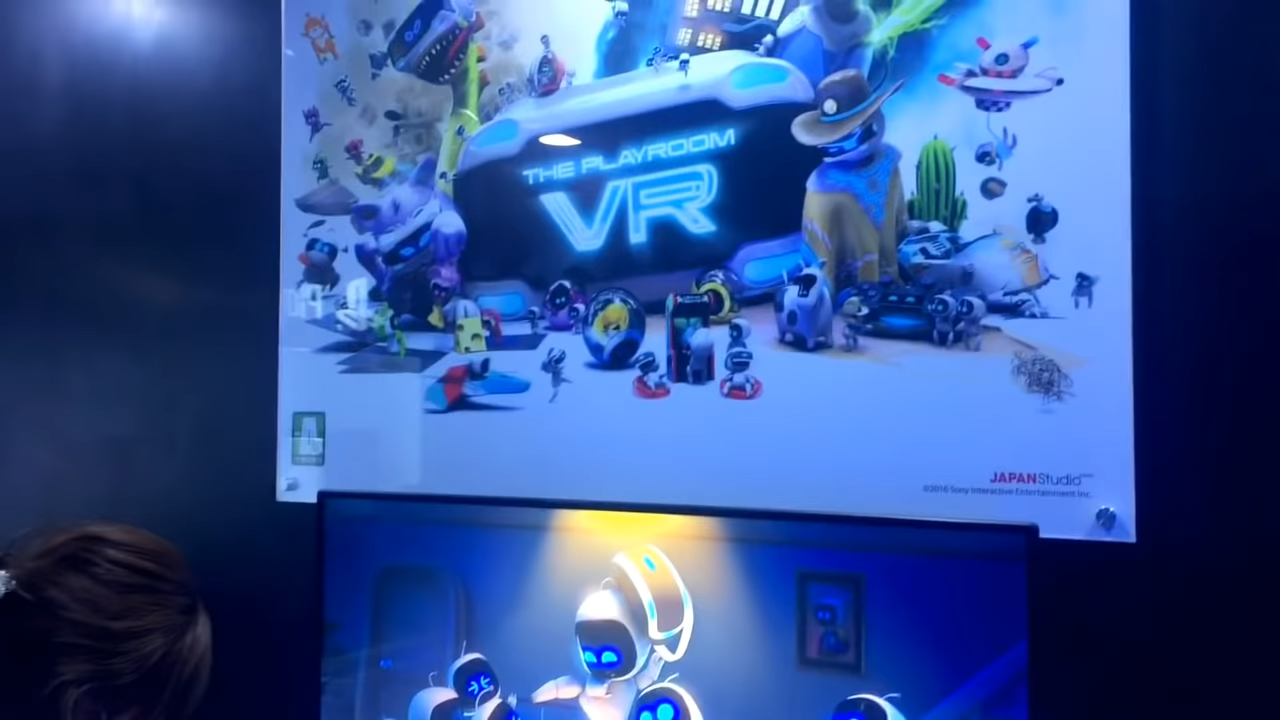 THE PLAYROOM
VR
JAPANStudio
©2016 Sony Interactive Entertainment Inc.